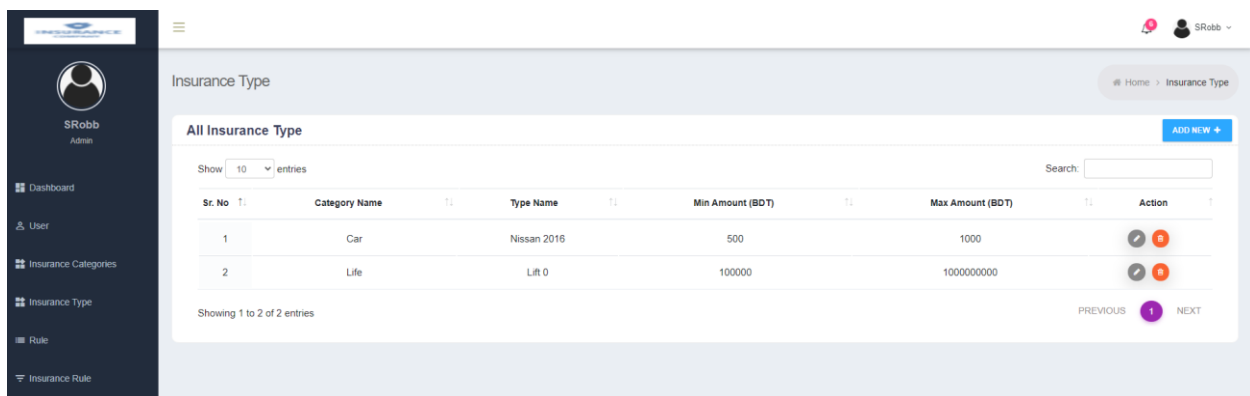 INSURANCE
COMPANY
6
SRobb
SRobb
Admin
Dashboard
User
Insurance Categories
Insurance Type
Rule
Insurance Rule
Insurance Type
Home > Insurance Type
All Insurance Type
ADD NEW +
Show 10 entries
Search:
Sr. No Category Name Type Name Min Amount (BDT) Max Amount (BDT) Action
1 Car Nissan 2016 500 1000
2 Life Lift 0 100000 1000000000
Showing 1 to 2 of 2 entries
PREVIOUS 1 NEXT